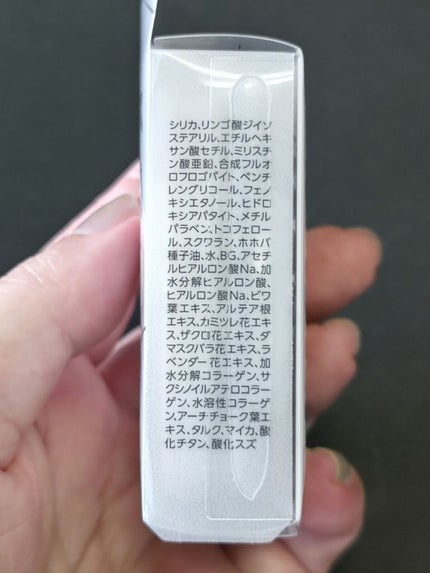 シリカ、リンゴ酸ジイソ
ステアリル、エチルヘキ
サン酸セチル、ミリスチ
ン酸亜鉛、合成フルオ
ロフロゴパイト、ペンチ
レングリコール、フェノ
キシエタノール、ヒドロ
キシアパタイト、メチル
パラベン、トコフェロー
ル、スクワラン、ホホバ
種子油、水、BG、アセチ
ルヒアルロン酸Na、加
水分解ヒアルロン酸、
ヒアルロン酸Na、ビワ
葉エキス、アルテア根
エキス、カミツレ花エキ
ス、ザクロ花エキス、ダ
マスクバラ花エキス、ラ
ベンダー花エキス、加
水分解コラーゲン、サ
クシノイルアテロコラー
ゲン、水溶性コラーゲ
ン、アーチチョーク葉エ
キス、タルク、マイカ、酸
化チタン、酸化スズ